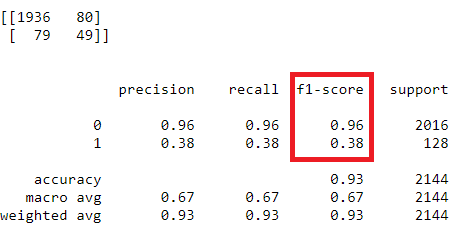 [[1936 80]
[ 79 49]]
precision recall f1-score support
0 0.96 0.96 0.96 2016
1 0.38 0.38 0.38 128
accuracy 0.93 2144
macro avg 0.67 0.67 0.67 2144
weighted avg 0.93 0.93 0.93 2144